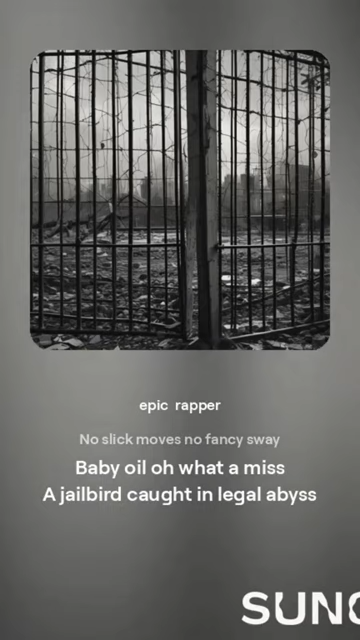 epic rapper
No slick moves no fancy sway
Baby oil oh what a miss
A jailbird caught in legal abyss
SUNO